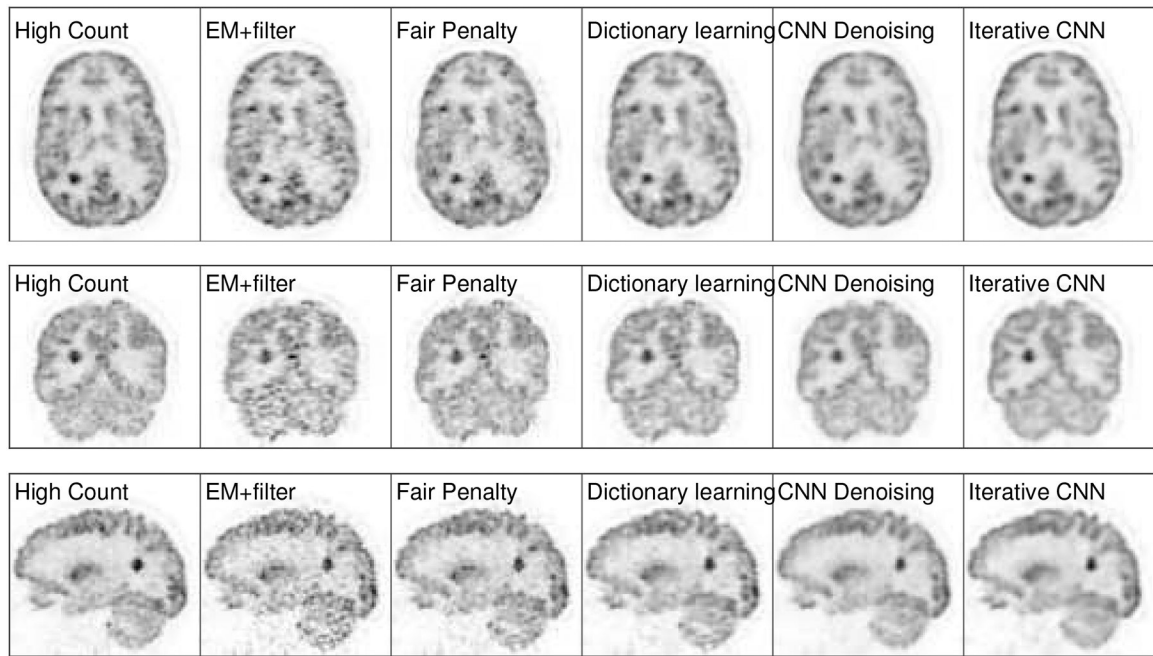 High Count EM+filter Fair Penalty Dictionary learning CNN Denoising Iterative CNN
High Count EM+filter Fair Penalty Dictionary learning CNN Denoising Iterative CNN
High Count EM+filter Fair Penalty Dictionary learning CNN Denoising Iterative CNN